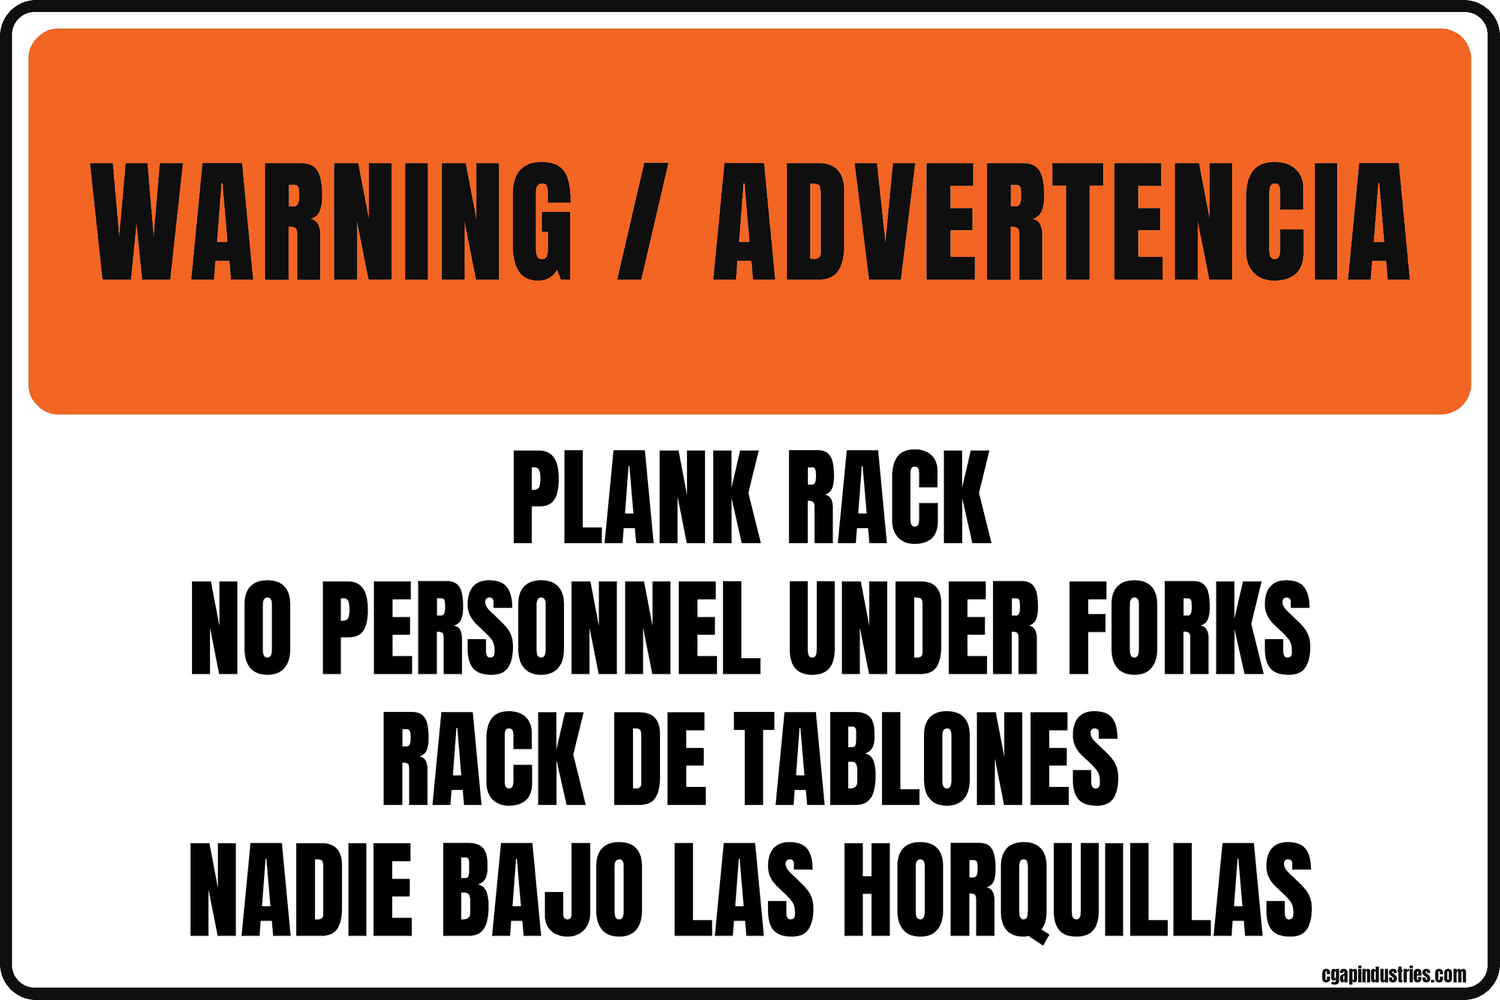 WARNING / ADVERTENCIA
PLANK RACK
NO PERSONNEL UNDER FORKS
RACK DE TABLONES
NADIE BAJO LAS HORQUILLAS
cgapindustries.com